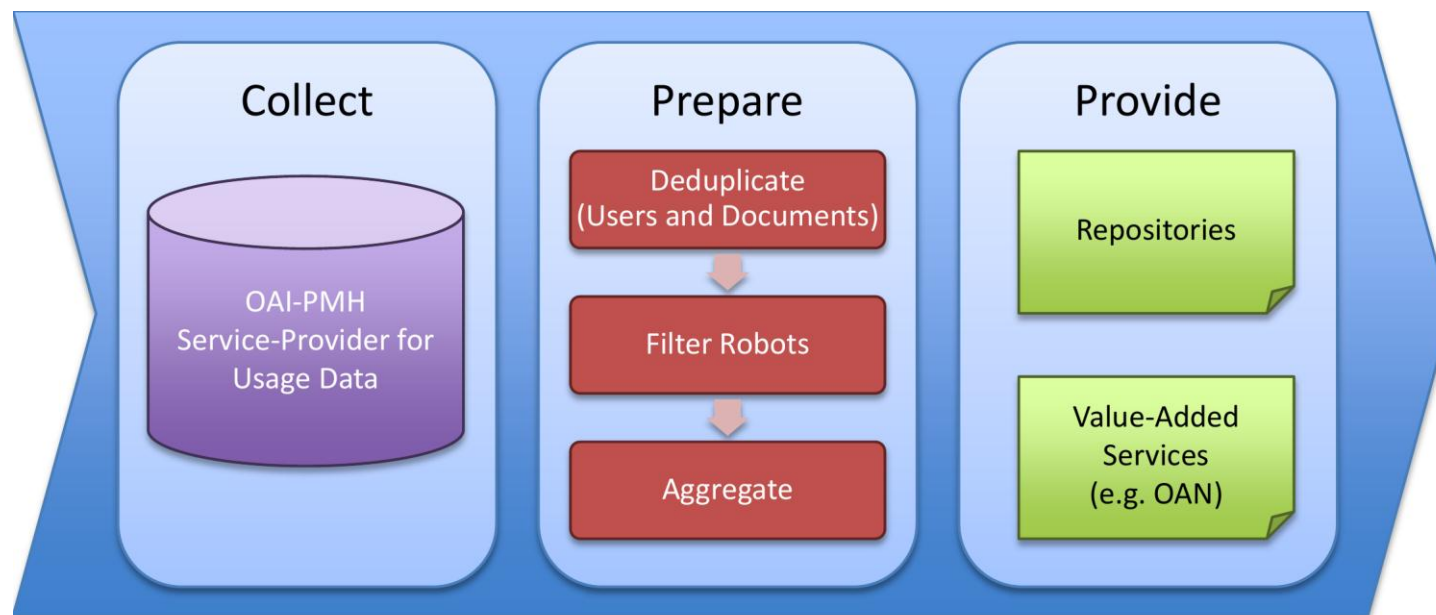 Collect
OAI-PMH
Service-Provider for
Usage Data
Prepare
Deduplicate
(Users and Documents)
Filter Robots
Aggregate
Provide
Repositories
Value-Added
Services
(e.g. OAN)